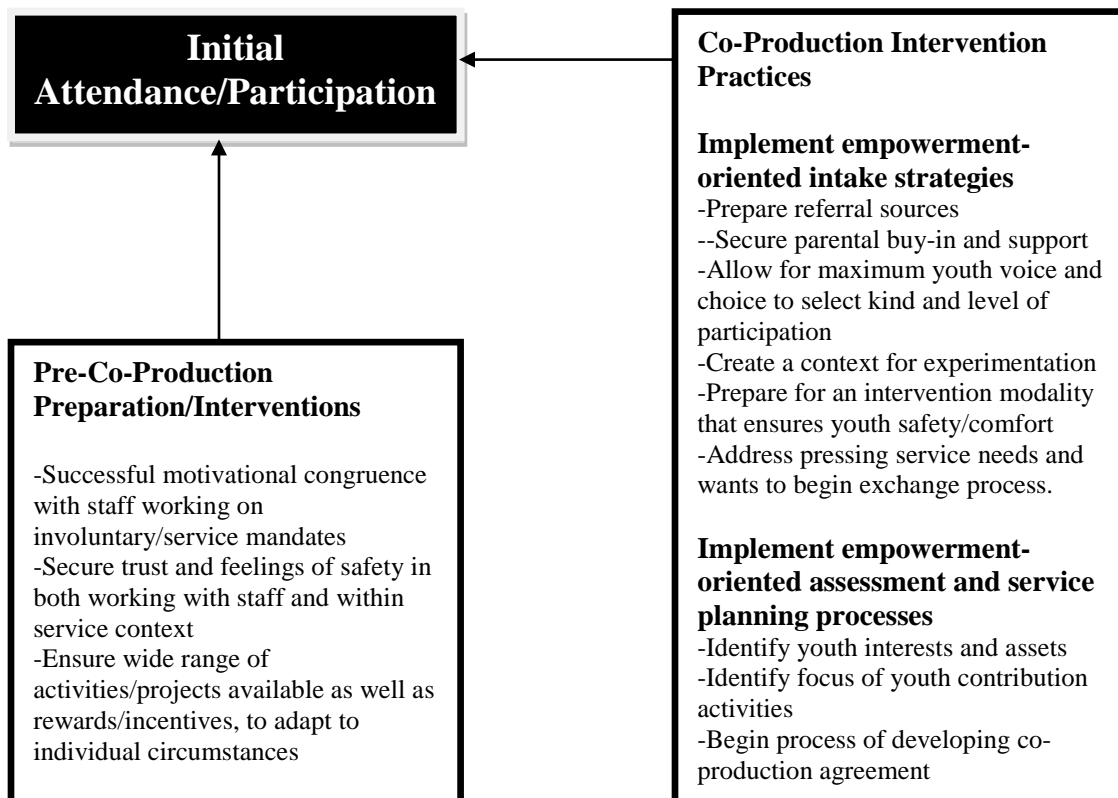 Initial
Attendance/Participation
Pre-Co-Production
Preparation/Interventions
-Successful motivational congruence
with staff working on
involuntary/service mandates
-Secure trust and feelings of safety in
both working with staff and within
service context
-Ensure wide range of
activities/projects available as well as
rewards/incentives, to adapt to
individual circumstances
Co-Production Intervention
Practices
Implement empowerment-
oriented intake strategies
-Prepare referral sources
--Secure parental buy-in and support
-Allow for maximum youth voice and
choice to select kind and level of
participation
-Create a context for experimentation
-Prepare for an intervention modality
that ensures youth safety/comfort
-Address pressing service needs and
wants to begin exchange process.
Implement empowerment-
oriented assessment and service
planning processes
-Identify youth interests and assets
-Identify focus of youth contribution
activities
-Begin process of developing co-
production agreement